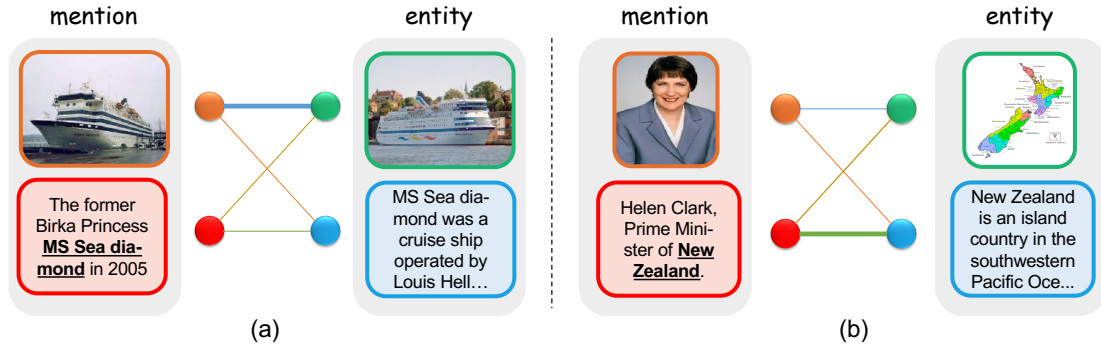 mention
entity
The former
Birka Princess
MS Sea dia-
mond in 2005
MS Sea dia-
mond was a
cruise ship
operated by
Louis Hell...
(a)
mention
entity
Helen Clark,
Prime Mini-
ster of New
Zealand.
New Zealand
is an island
country in the
southwestern
Pacific Oce...
(b)